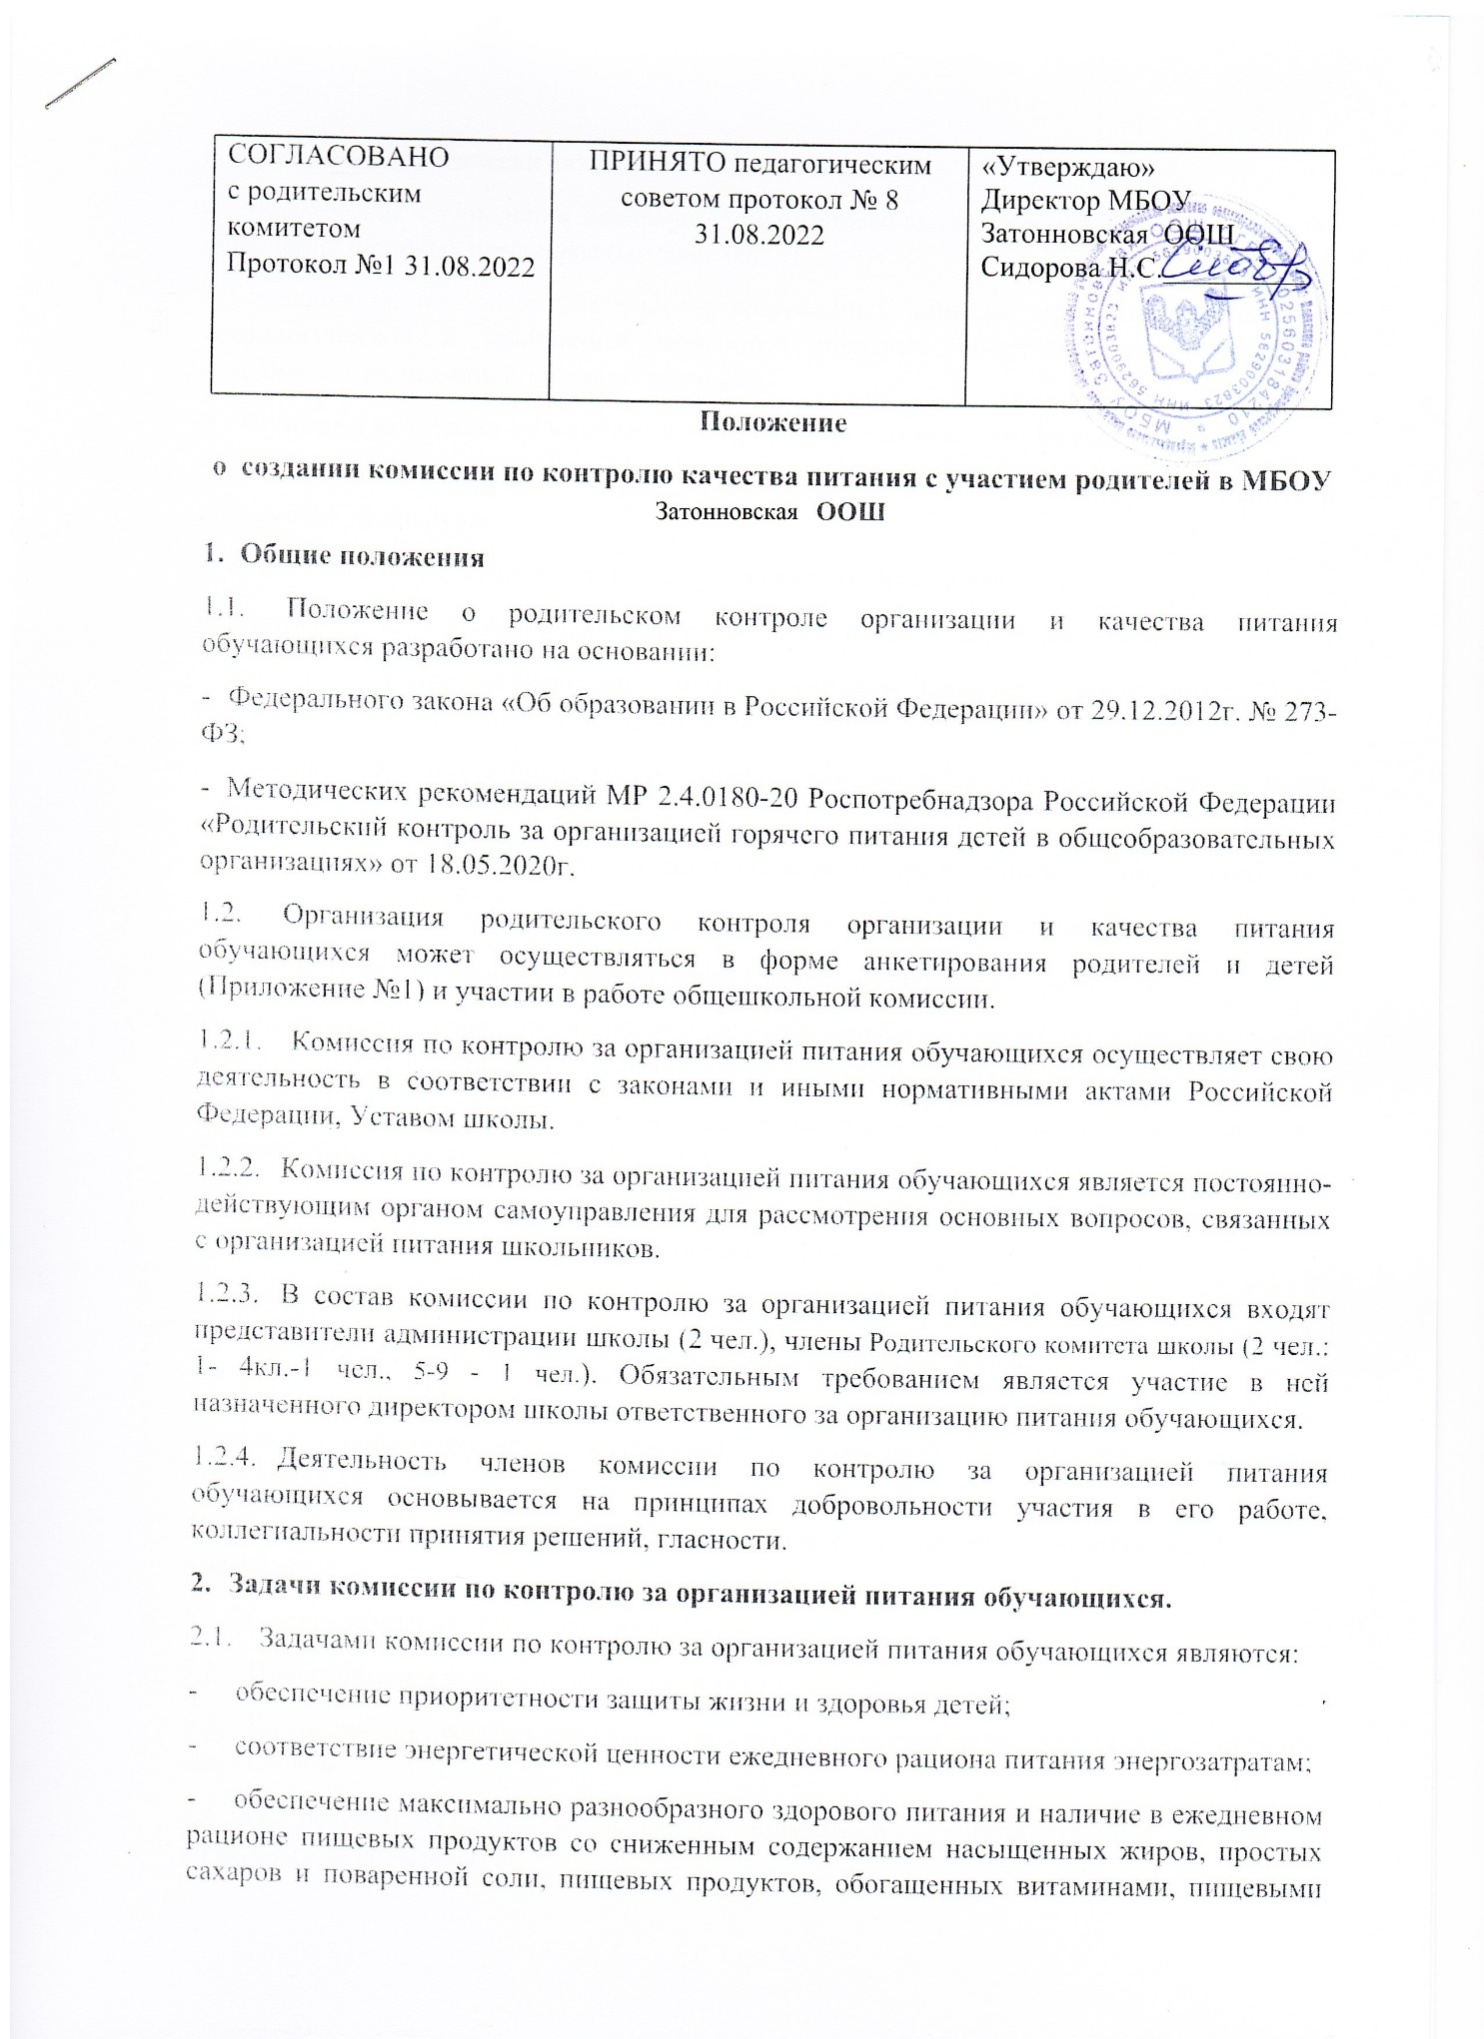 СОГЛАСОВАНО
с родительским
комитетом
Протокол №1 31.08.2022
ПРИНЯТО педагогическим
советом протокол № 8
31.08.2022
«Утверждаю»
Директор МБОУ
Затонновская ООШ
Сидорова Н.С.
Положение
о создании комиссии по контролю качества питания с участием родителей в МБОУ
Затонновская ООШ
1. Общие положения
1.1. Положение о родительском контроле организации и качества питания
обучающихся разработано на основании:
- Федерального закона «Об образовании в Российской Федерации» от 29.12.2012г. № 273-
ФЗ;
- Методических рекомендаций МР 2.4.0180-20 Роспотребнадзора Российской Федерации
«Родительский контроль за организацией горячего питания детей в общеобразовательных
организациях» от 18.05.2020г.
1.2. Организация родительского контроля организации и качества питания
обучающихся может осуществляться в форме анкетирования родителей и детей
(Приложение №1) и участии в работе общешкольной комиссии.
1.2.1. Комиссия по контролю за организацией питания обучающихся осуществляет свою
деятельность в соответствии с законами и иными нормативными актами Российской
Федерации, Уставом школы.
1.2.2. Комиссия по контролю за организацией питания обучающихся является постоянно-
действующим органом самоуправления для рассмотрения основных вопросов, связанных
с организацией питания школьников.
1.2.3. В состав комиссии по контролю за организацией питания обучающихся входят
представители администрации школы (2 чел.), члены Родительского комитета школы (2 чел.:
1- 4кл.-1 чел., 5-9 - 1 чел.). Обязательным требованием является участие в ней
назначенного директором школы ответственного за организацию питания обучающихся.
1.2.4. Деятельность членов комиссии по контролю за организацией питания
обучающихся основывается на принципах добровольности участия в его работе,
коллегиальности принятия решений, гласности.
2. Задачи комиссии по контролю за организацией питания обучающихся.
2.1. Задачами комиссии по контролю за организацией питания обучающихся являются:
- обеспечение приоритетности защиты жизни и здоровья детей;
- соответствие энергетической ценности ежедневного рациона питания энергозатратам;
- обеспечение максимально разнообразного здорового питания и наличие в ежедневном
рационе пищевых продуктов со сниженным содержанием насыщенных жиров, простых
сахаров и поваренной соли, пищевых продуктов, обогащенных витаминами, пищевыми